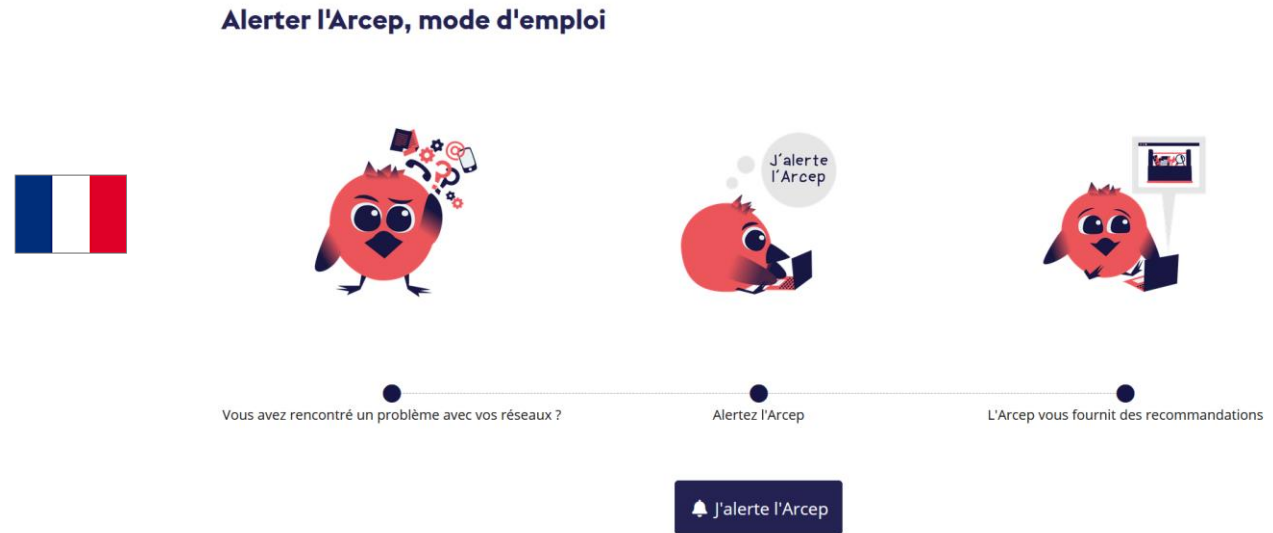 Alerter l'Arcep, mode d'emploi
J'alerte
l'Arcep
Vous avez rencontré un problème avec vos réseaux ?
Alertez l'Arcep
L'Arcep vous fournit des recommandations
J'alerte l'Arcep